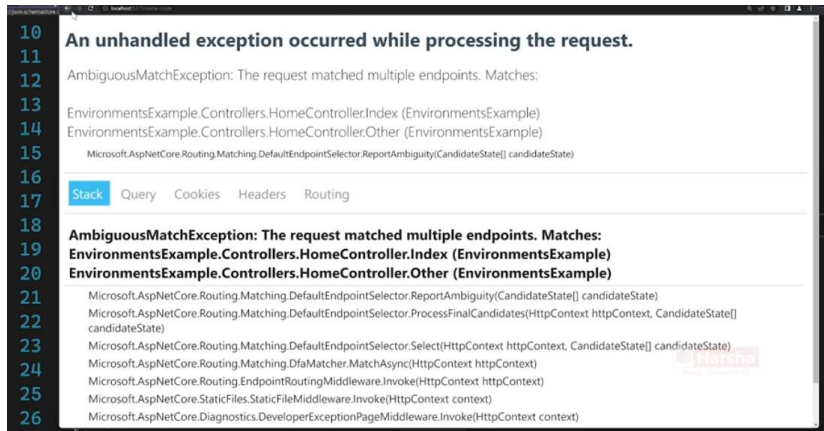 //json.schemastore.c
localhost
10
11
12
13
14
15
16
17
18
19
20
21
22
23
24
25
26
An unhandled exception occurred while processing the request.
AmbiguousMatchException: The request matched multiple endpoints. Matches:
EnvironmentsExample.Controllers.HomeController.Index (EnvironmentsExample)
EnvironmentsExample.Controllers.HomeController.Other (EnvironmentsExample)
Microsoft.AspNetCore.Routing.Matching.DefaultEndpointSelector.ReportAmbiguity(CandidateState[] candidateState)
Stack Query Cookies Headers Routing
AmbiguousMatchException: The request matched multiple endpoints. Matches:
EnvironmentsExample.Controllers.HomeController.Index (EnvironmentsExample)
EnvironmentsExample.Controllers.HomeController.Other (EnvironmentsExample)
Microsoft.AspNetCore.Routing.Matching.DefaultEndpointSelector.ReportAmbiguity(CandidateState[] candidateState)
Microsoft.AspNetCore.Routing.Matching.DefaultEndpointSelector.ProcessFinalCandidates(HttpContext httpContext, CandidateState[]
candidateState)
Microsoft.AspNetCore.Routing.Matching.DefaultEndpointSelector.Select(HttpContext httpContext, CandidateState[] candidateState)
Harsha
Microsoft.AspNetCore.Routing.Matching.DfaMatcher.MatchAsync(HttpContext httpContext)
Microsoft.AspNetCore.Routing.EndpointRoutingMiddleware.Invoke(HttpContext httpContext)
Microsoft.AspNetCore.StaticFiles.StaticFileMiddleware.Invoke(HttpContext context)
Microsoft.AspNetCore.Diagnostics.DeveloperExceptionPageMiddleware.Invoke(HttpContext context)